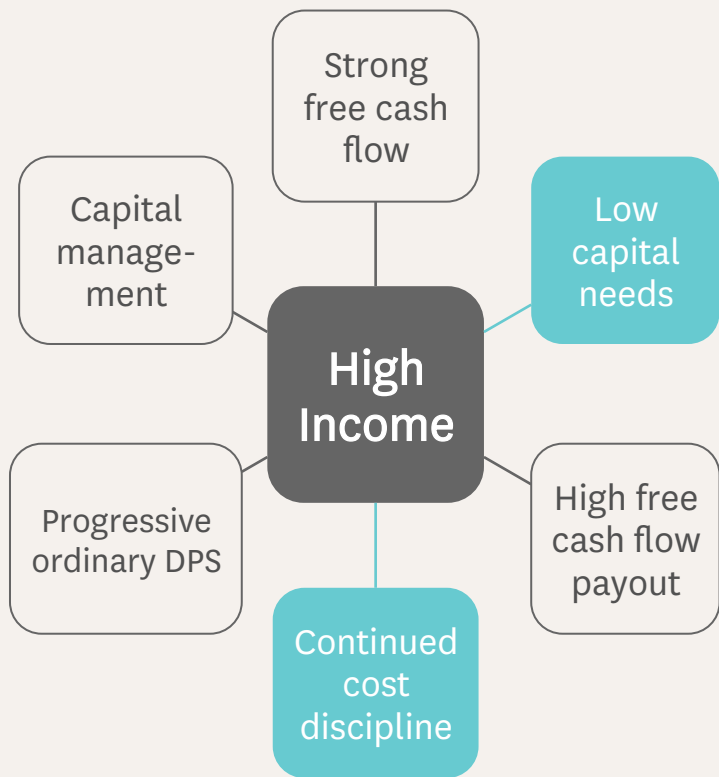 Strong
free cash
flow
Capital
manage-
ment
Low
capital
needs
High
Income
Progressive
ordinary DPS
High free
cash flow
payout
Continued
cost
discipline